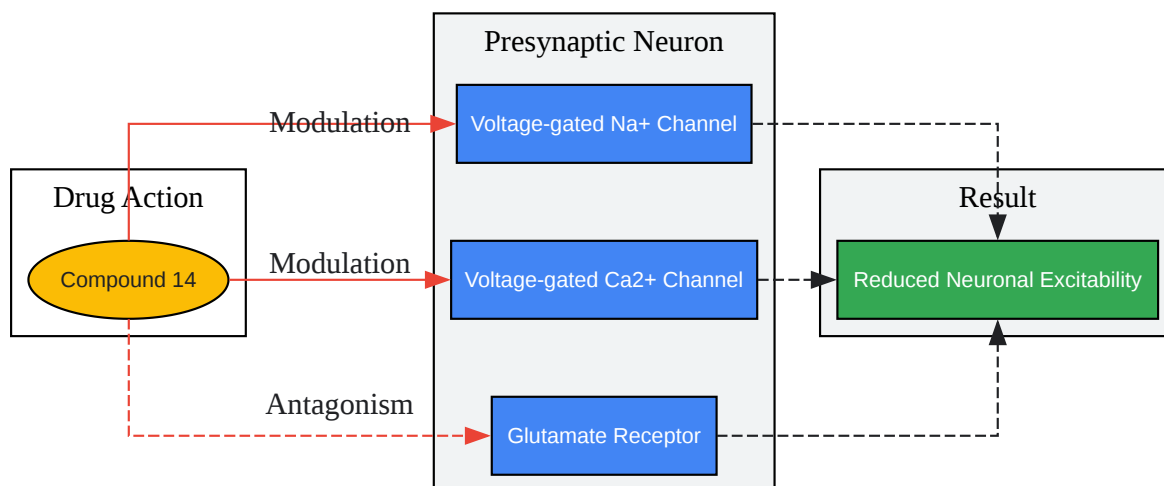 Presynaptic Neuron
Modulation
Voltage-gated Na+ Channel
Drug Action
Result
Compound 14
Modulation
Voltage-gated Ca2+ Channel
Reduced Neuronal Excitability
Antagonism
Glutamate Receptor